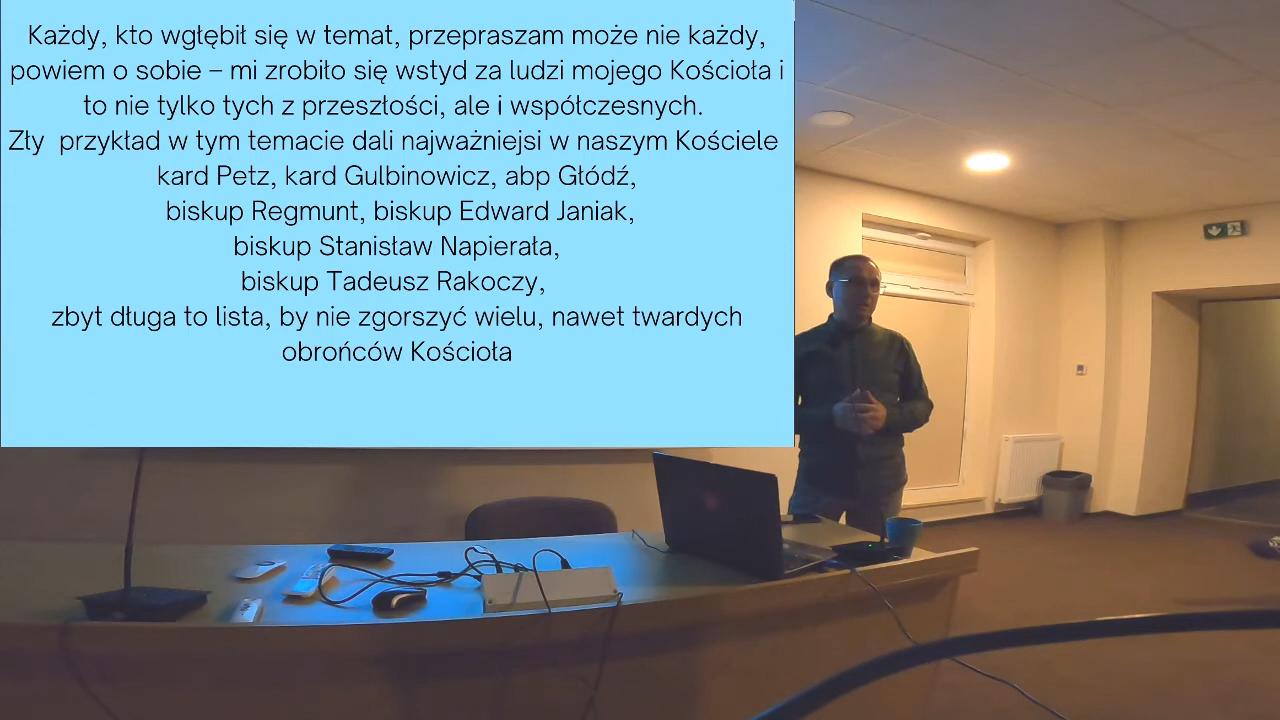 Każdy, kto wgłębił się w temat, przepraszam może nie każdy,
powiem o sobie – mi zrobiło się wstyd za ludzi mojego Kościoła i
to nie tylko tych z przeszłości, ale i współczesnych.
Zły  przykład w tym temacie dali najważniejsi w naszym Kościele
kard Petz, kard Gulbinowicz, abp Głódź,
biskup Regmunt, biskup Edward Janiak,
biskup Stanisław Napierała,
biskup Tadeusz Rakoczy,
zbyt długa to lista, by nie zgorszyć wielu, nawet twardych
obrońców Kościoła